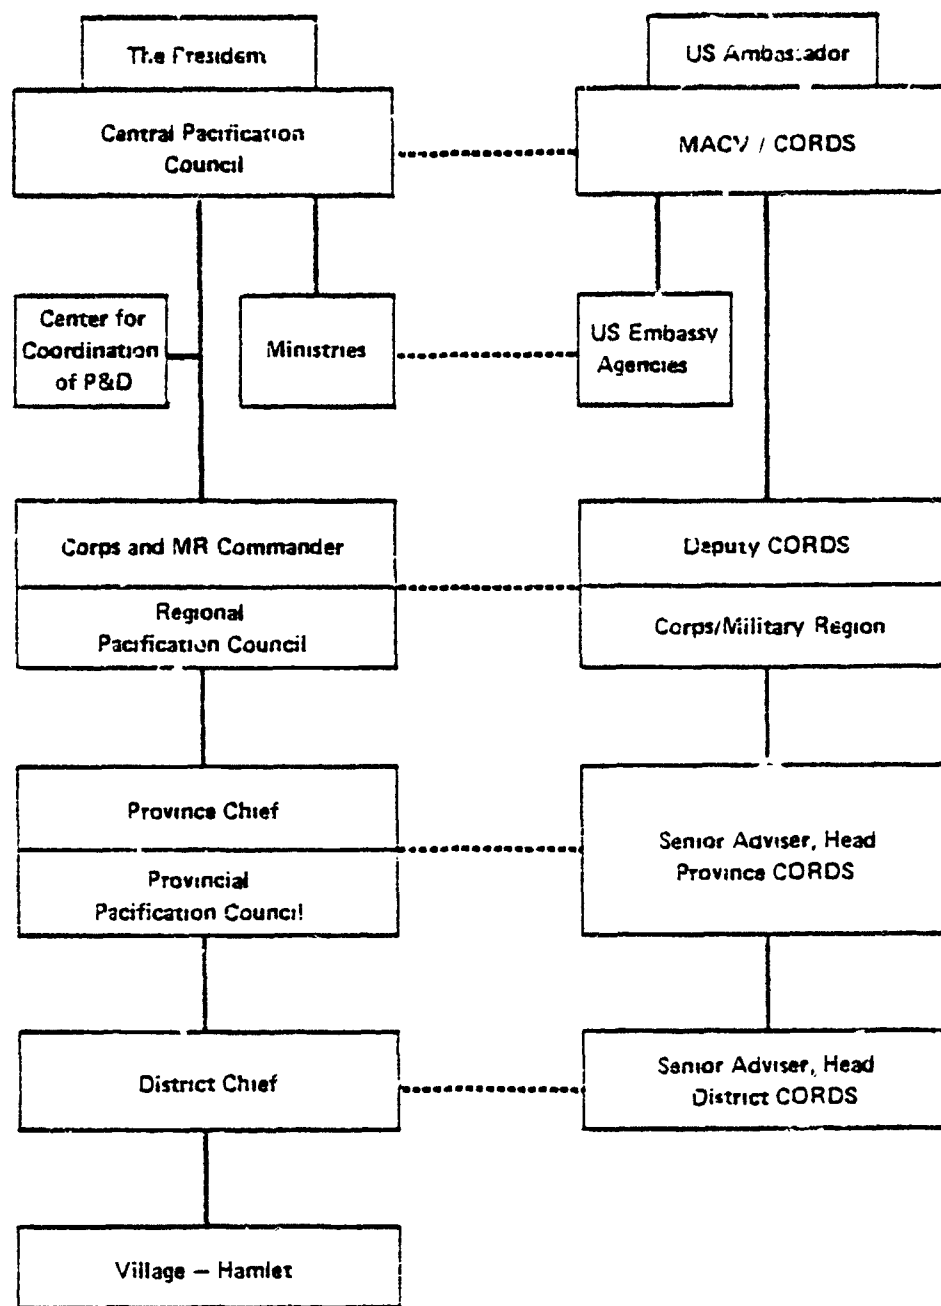 The President
US Ambassador
Central Pacification
Council
MACV / CORDS
Center for
Coordination
of P&D
Ministries
US Embassy
Agencies
Corps and MR Commander
Regional
Pacification Council
Deputy CORDS
Corps/Military Region
Province Chief
Provincial
Pacification Council
Senior Adviser, Head
Province CORDS
District Chief
Senior Adviser, Head
District CORDS
Village – Hamlet